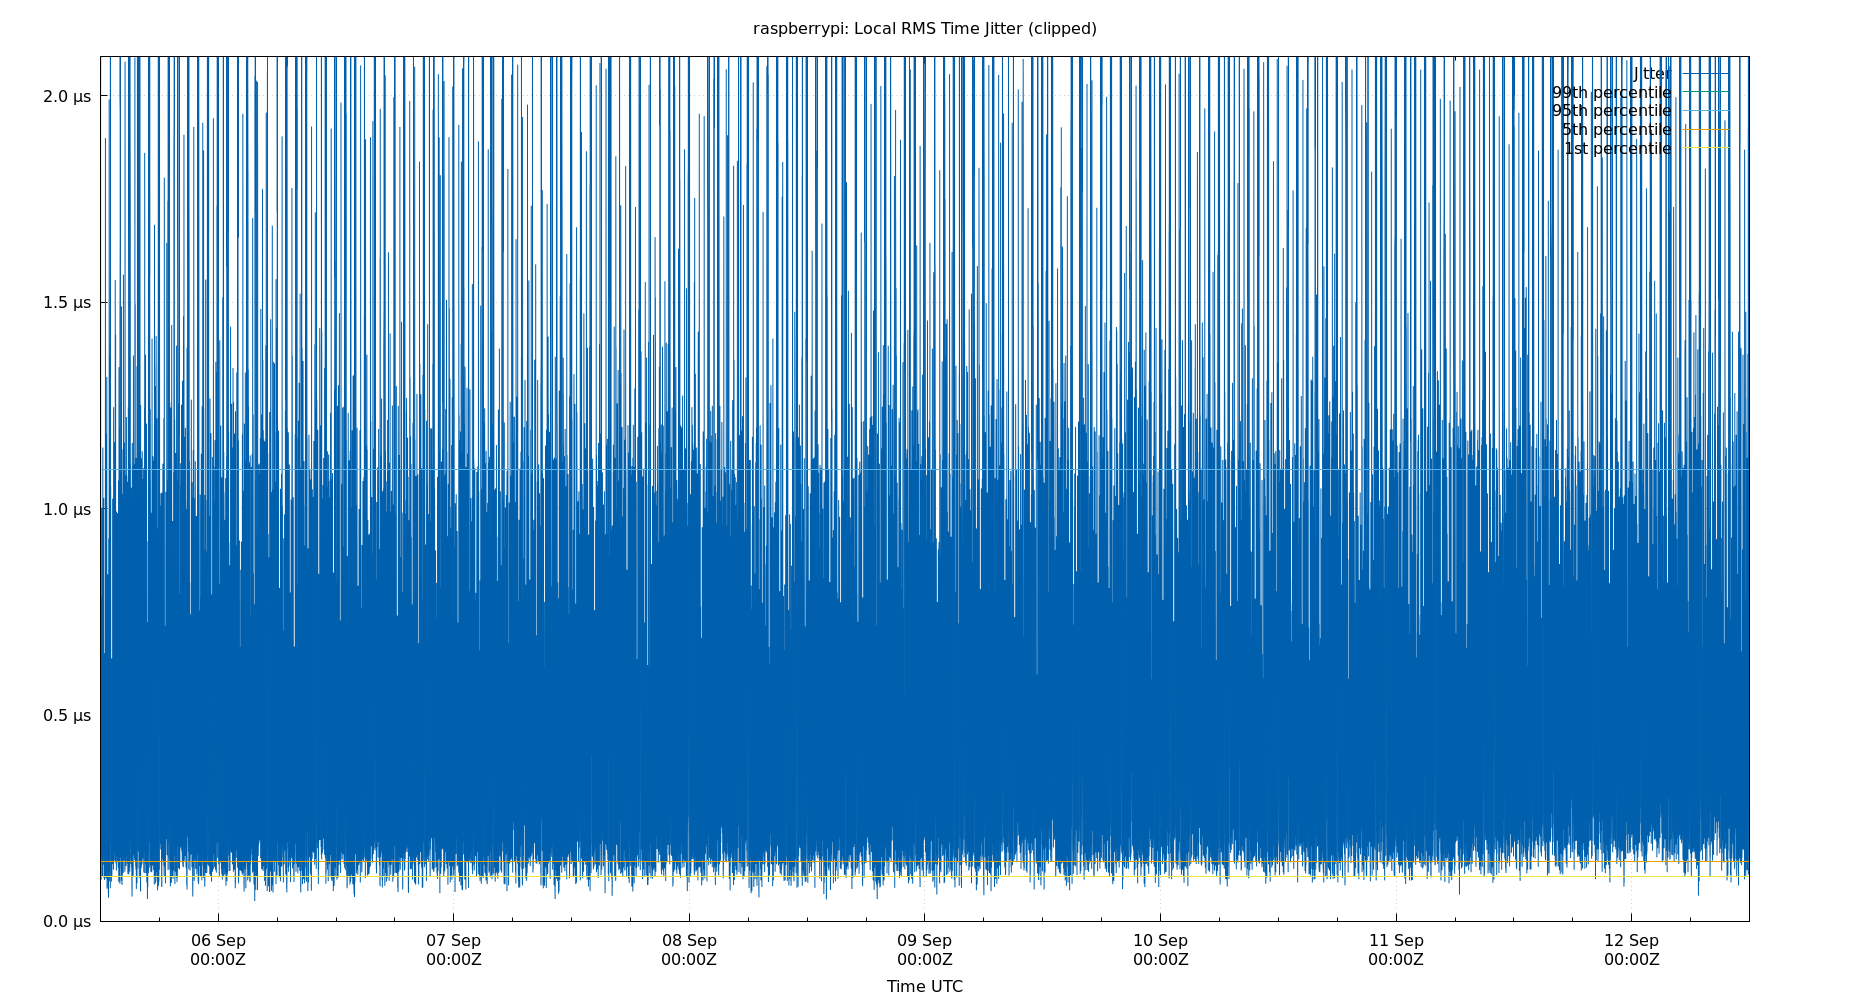 raspberrypi: Local RMS Time Jitter (clipped)
Jitter
99th percentile
95th percentile
5th percentile
1st percentile
2.0 µs
1.5 µs
1.0 µs
0.5 µs
0.0 µs
06 Sep
00:00Z
07 Sep
00:00Z
08 Sep
00:00Z
09 Sep
00:00Z
10 Sep
00:00Z
11 Sep
00:00Z
12 Sep
00:00Z
Time UTC